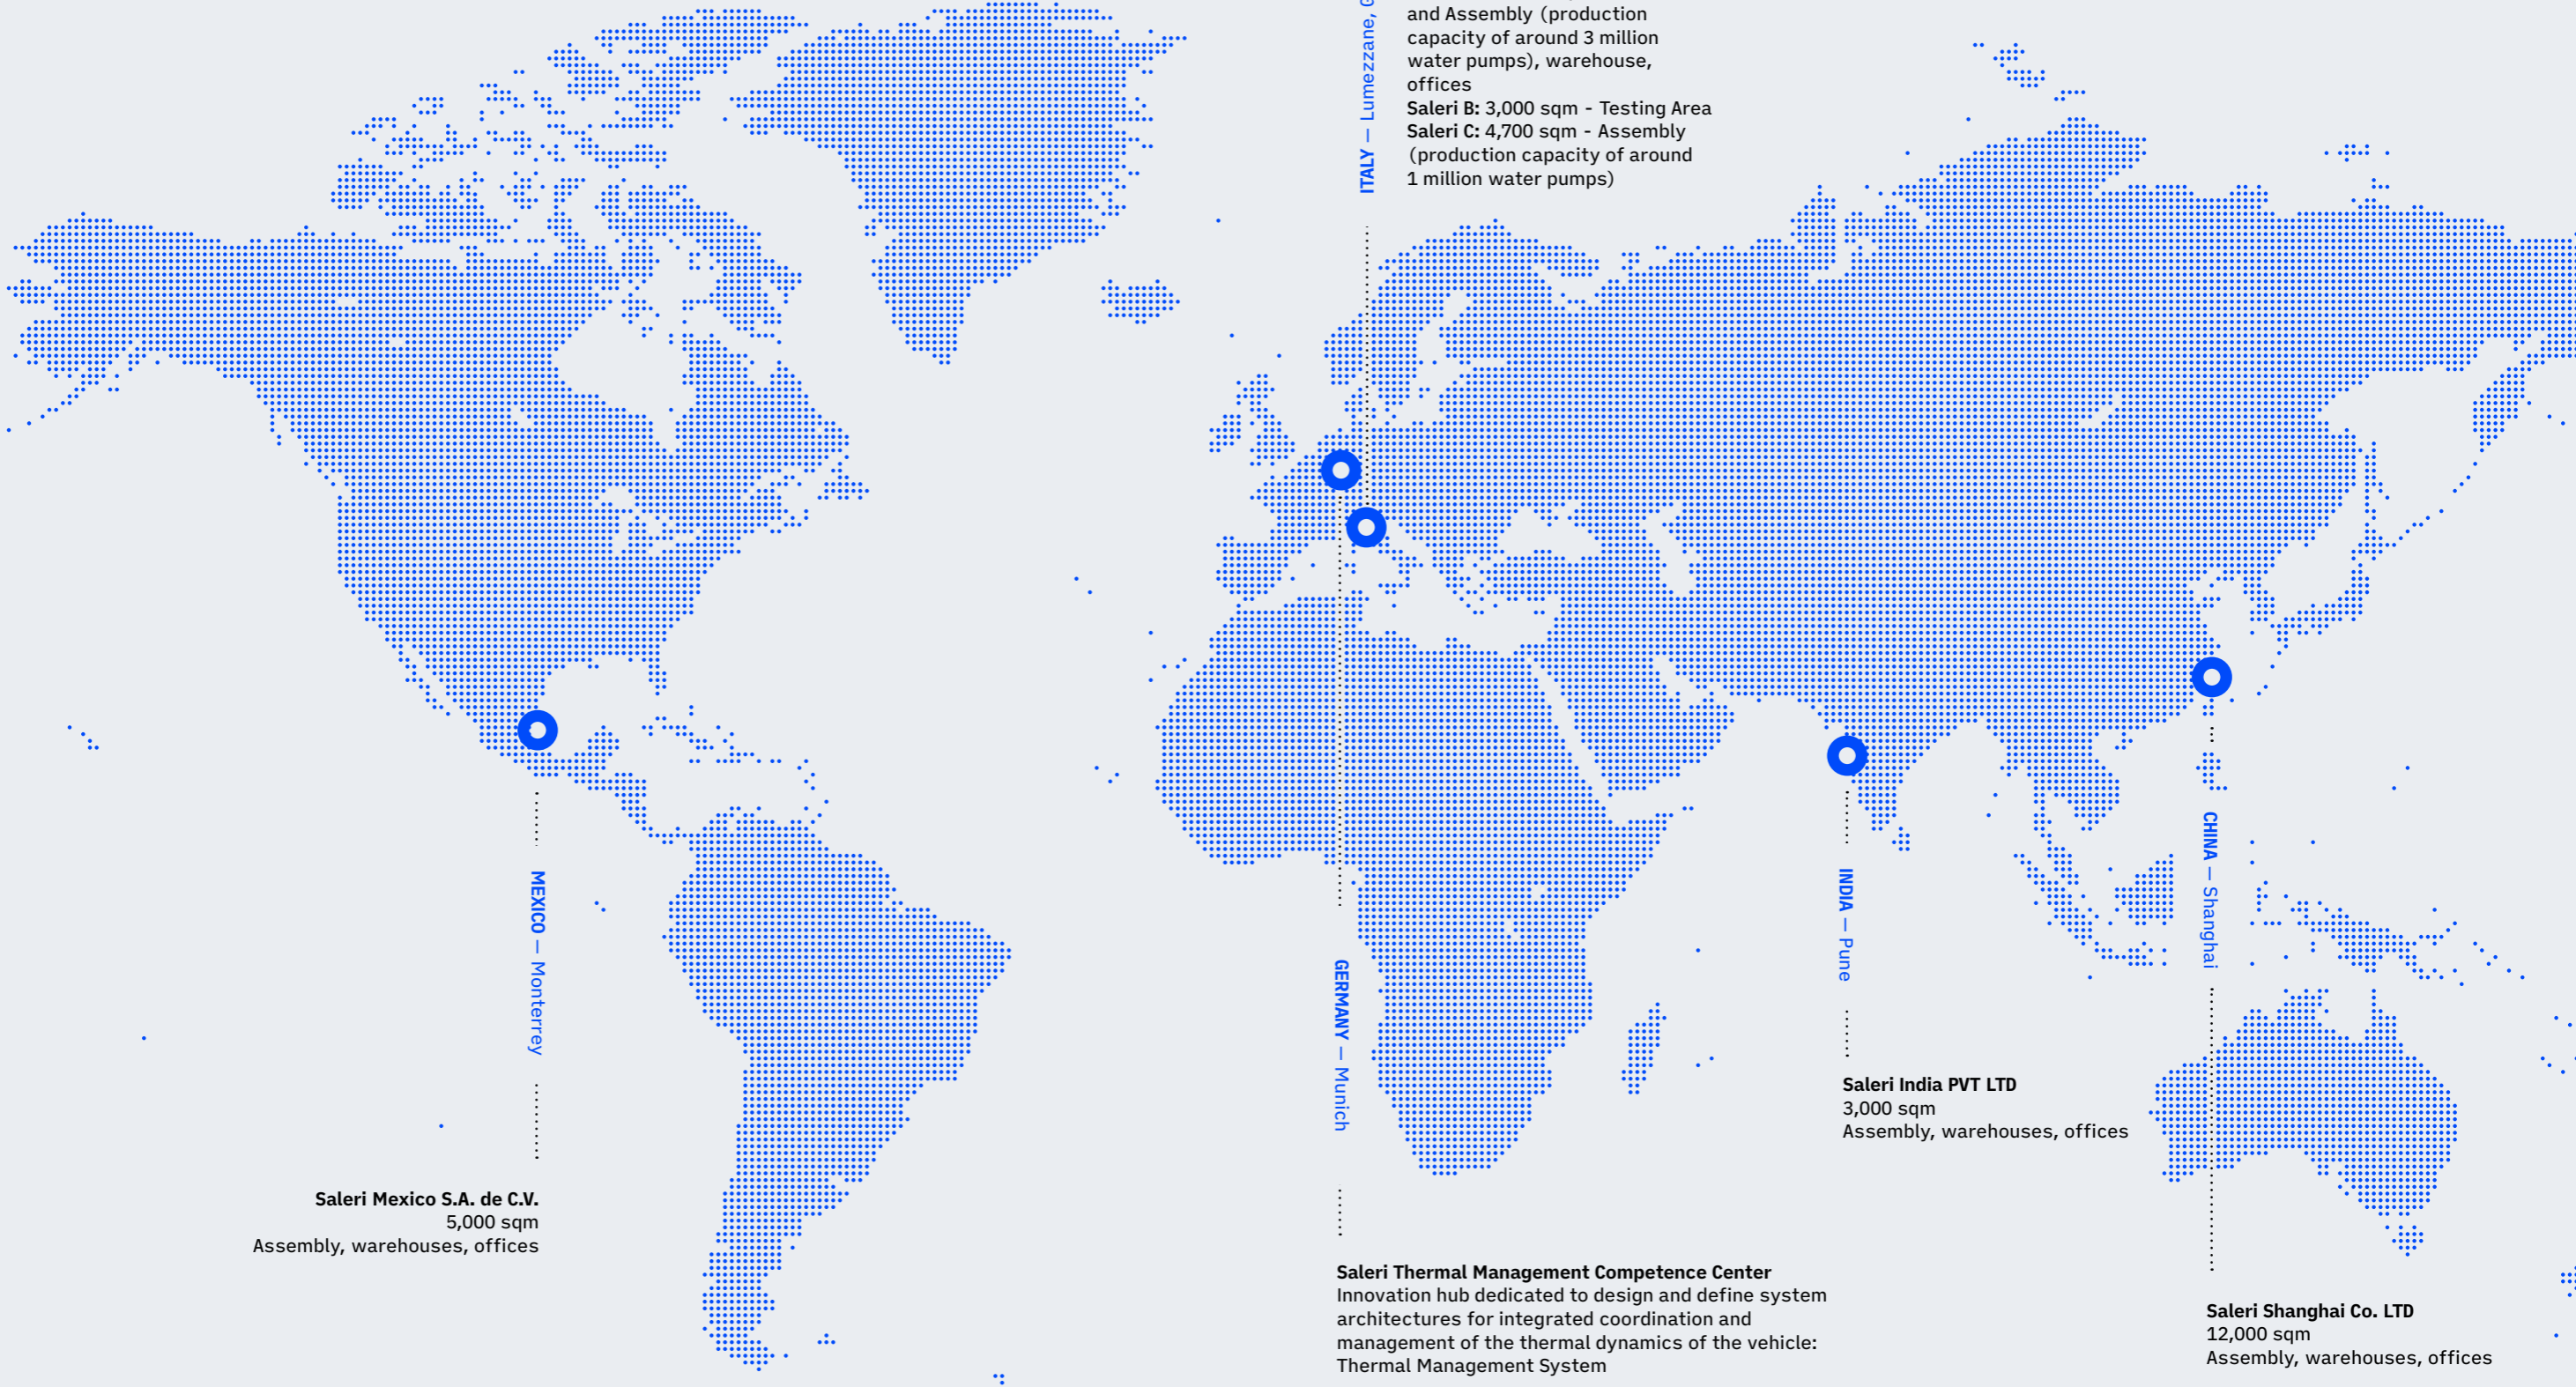 and Assembly (production
capacity of around 3 million
water pumps), warehouse,
offices
Saleri B: 3,000 sqm - Testing Area
Saleri C: 4,700 sqm - Assembly
(production capacity of around
1 million water pumps)
ITALY — Lumezzane,
MEXICO — Monterrey
Saleri Mexico S.A. de C.V.
5,000 sqm
Assembly, warehouses, offices
GERMANY — Munich
Saleri Thermal Management Competence Center
Innovation hub dedicated to design and define system
architectures for integrated coordination and
management of the thermal dynamics of the vehicle:
Thermal Management System
INDIA — Pune
Saleri India PVT LTD
3,000 sqm
Assembly, warehouses, offices
CHINA — Shanghai
Saleri Shanghai Co. LTD
12,000 sqm
Assembly, warehouses, offices